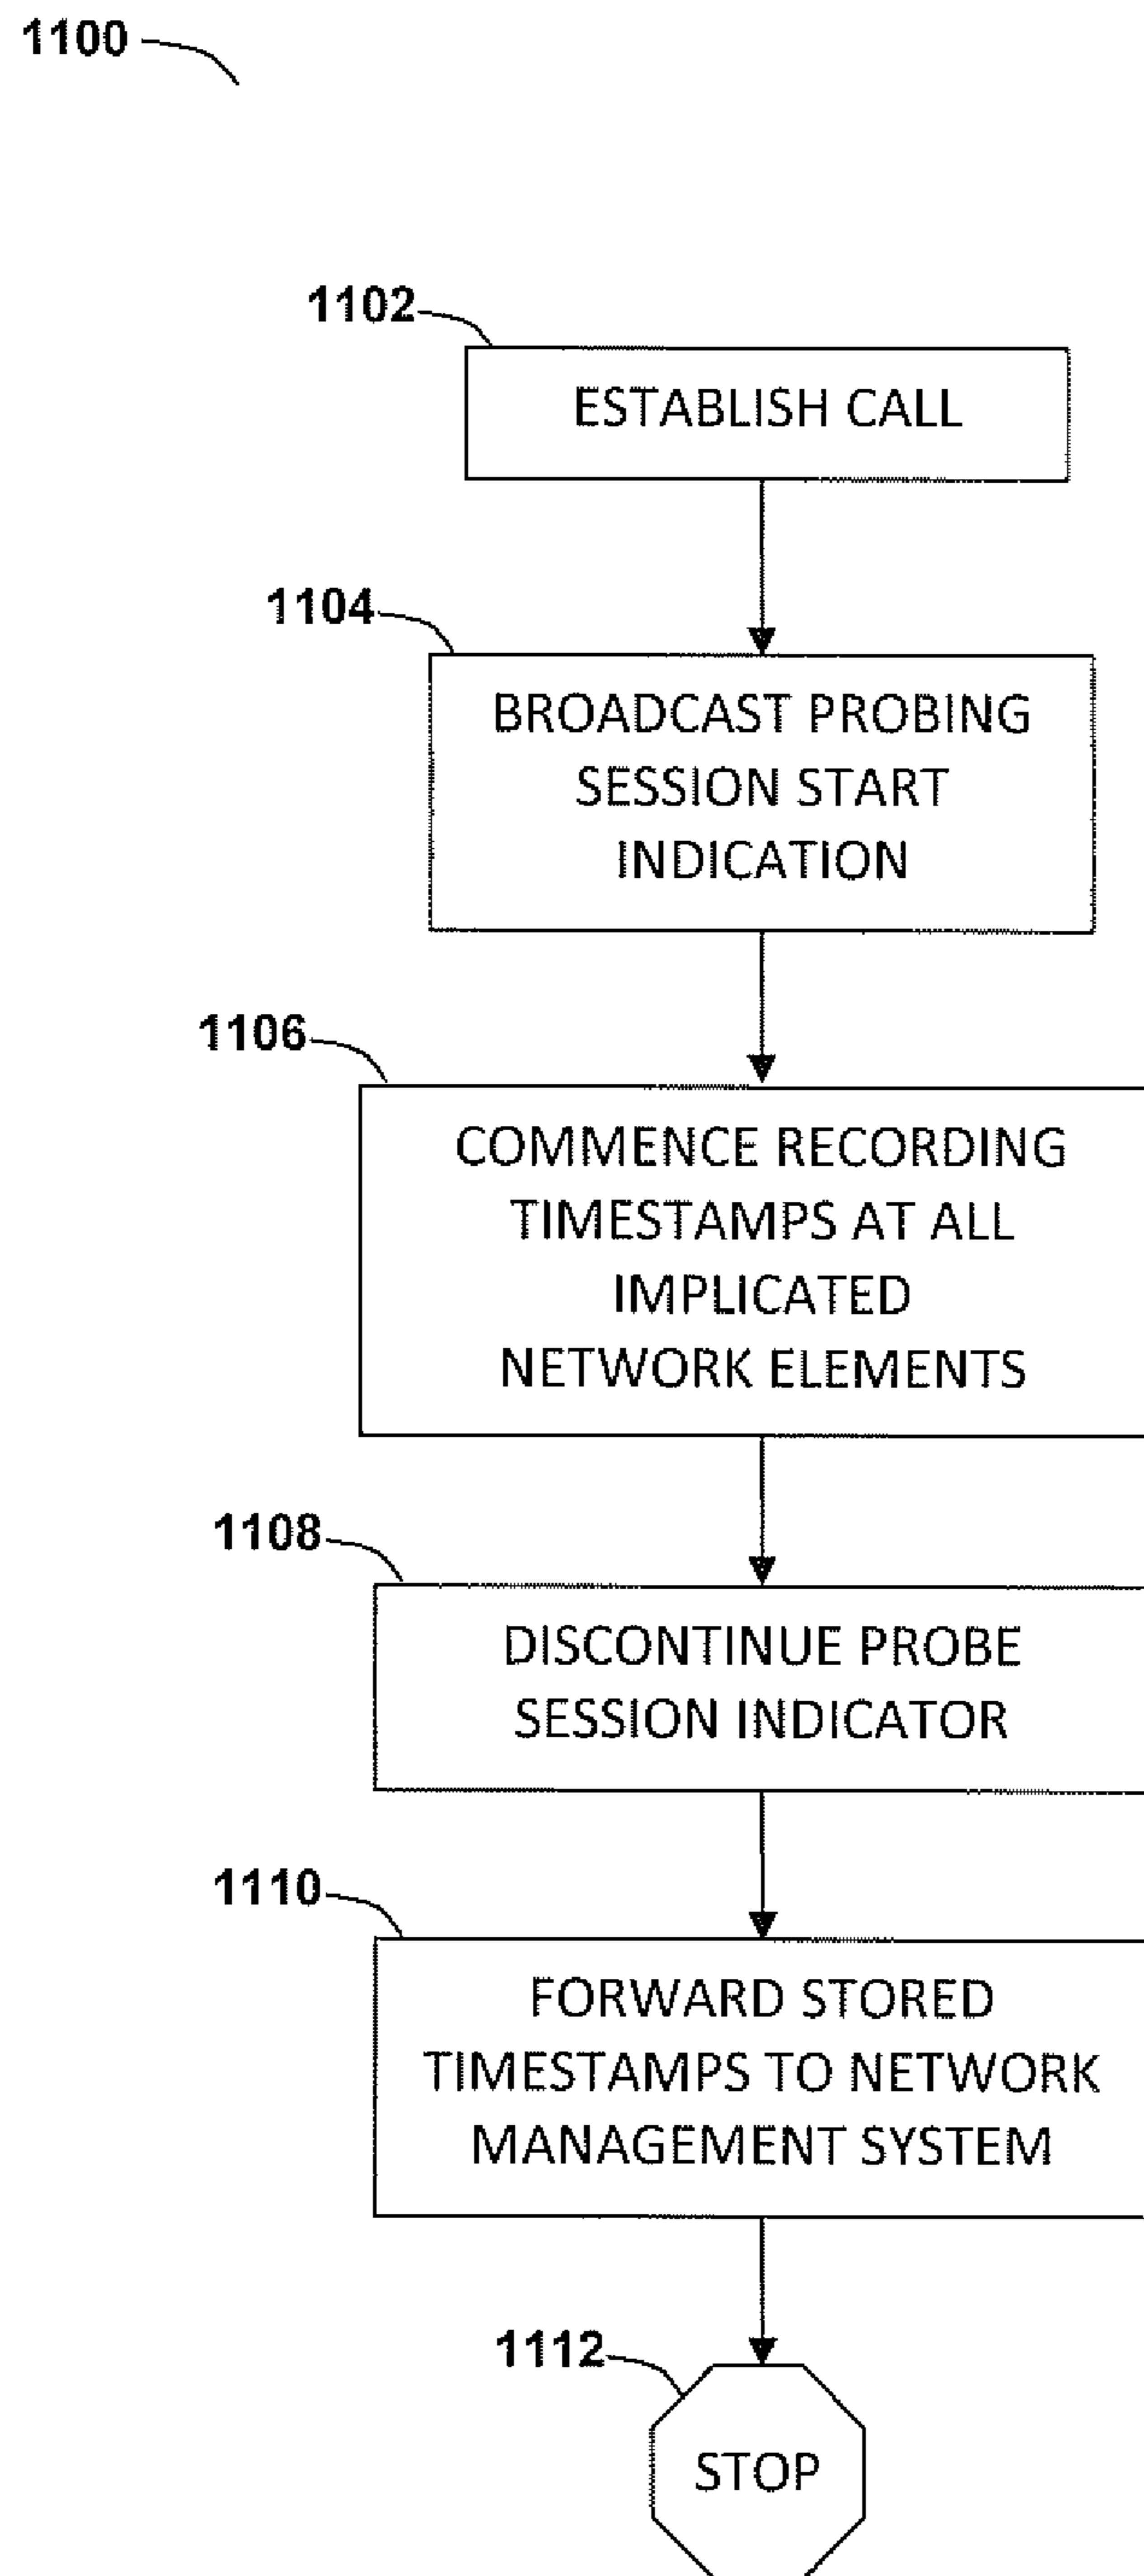 1100
1102
ESTABLISH CALL
1104
BROADCAST PROBING
SESSION START
INDICATION
1106
COMMENCE RECORDING
TIMESTAMPS AT ALL
IMPLICATED
NETWORK ELEMENTS
1108
DISCONTINUE PROBE
SESSION INDICATOR
1110
FORWARD STORED
TIMESTAMPS TO NETWORK
MANAGEMENT SYSTEM
1112
STOP